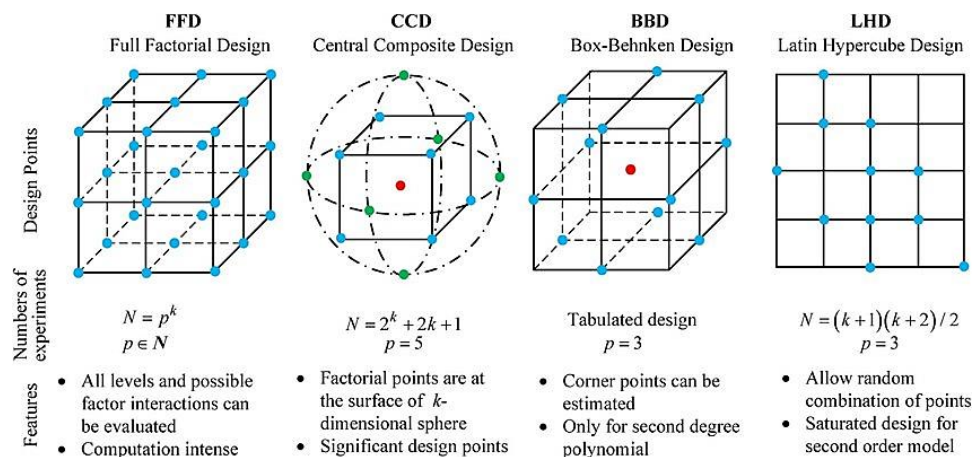 FFD
Full Factorial Design
CCD
Central Composite Design
BBD
Box-Behnken Design
LHD
Latin Hypercube Design
Design Points
Numbers of
experiments
N = p^k
p ∈ N
N = 2^k + 2k + 1
p = 5
Tabulated design
p = 3
N = (k+1)(k+2)/2
p = 3
Features
• All levels and possible
factor interactions can
be evaluated
• Computation intense
• Factorial points are at
the surface of k-
dimensional sphere
• Significant design points
• Corner points can be
estimated
• Only for second degree
polynomial
• Allow random
combination of points
• Saturated design for
second order model